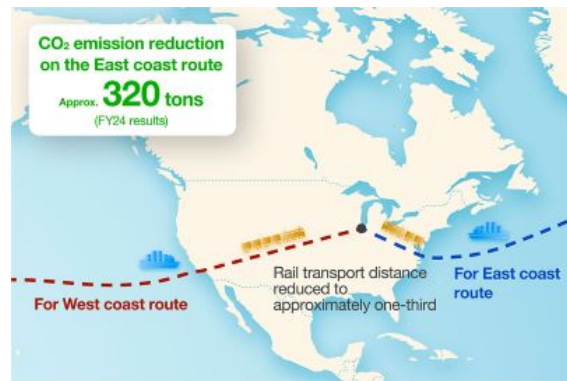 CO₂ emission reduction
on the East coast route
Approx. 320 tons
(FY24 results)
Rail transport distance
reduced to
approximately one-third
For East coast
route
For West coast route